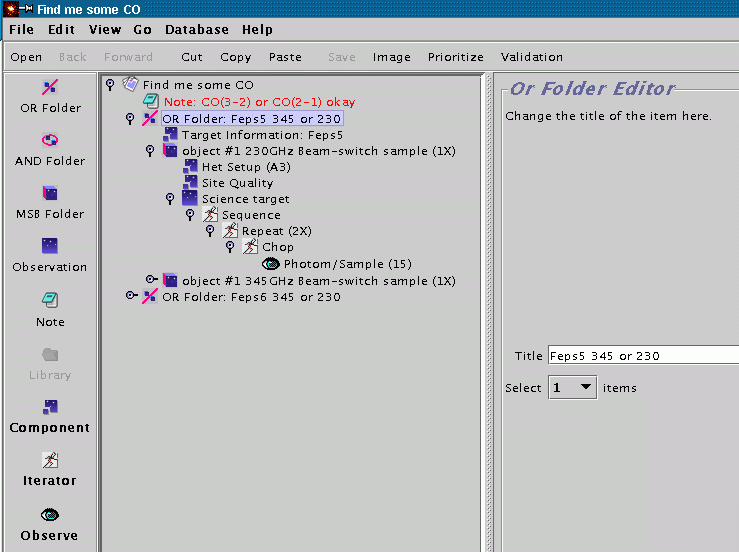 Find me some CO
File Edit View Go Database Help
Open Back Forward Cut Copy Paste Save Image Prioritize Validation
OR Folder
AND Folder
MSB Folder
Observation
Note
Library
Component
Iterator
Observe
Find me some CO
Note: CO(3-2) or CO(2-1) okay
OR Folder: Feps5 345 or 230
Target Information: Feps5
object #1 230GHz Beam-switch sample (1X)
Het Setup (A3)
Site Quality
Science target
Sequence
Repeat (2X)
Chop
Photom/Sample (15)
object #1 345GHz Beam-switch sample (1X)
OR Folder: Feps6 345 or 230
Or Folder Editor
Change the title of the item here.
Title Feps5 345 or 230
Select 1 items